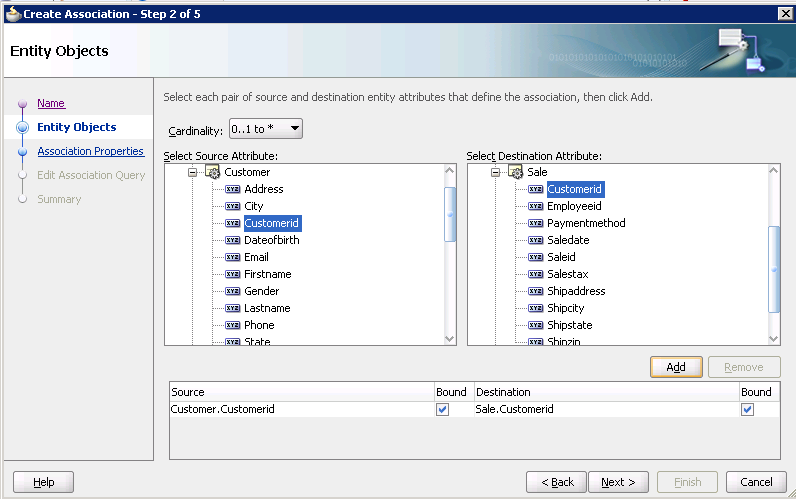 Create Association - Step 2 of 5
Entity Objects
Name
Entity Objects
Association Properties
Edit Association Query
Summary
Select each pair of source and destination entity attributes that define the association, then click Add.
Cardinality: 0..1 to *
Select Source Attribute:
Customer
Address
City
Customerid
Dateofbirth
Email
Firstname
Gender
Lastname
Phone
State
Select Destination Attribute:
Sale
Customerid
Employeeid
Paymentmethod
Saledate
Saleid
Salestax
Shipaddress
Shipcity
Shipstate
Shipzip
Add Remove
Source Bound Destination Bound
Customer.Customerid Sale.Customerid
Help < Back Next > Finish Cancel